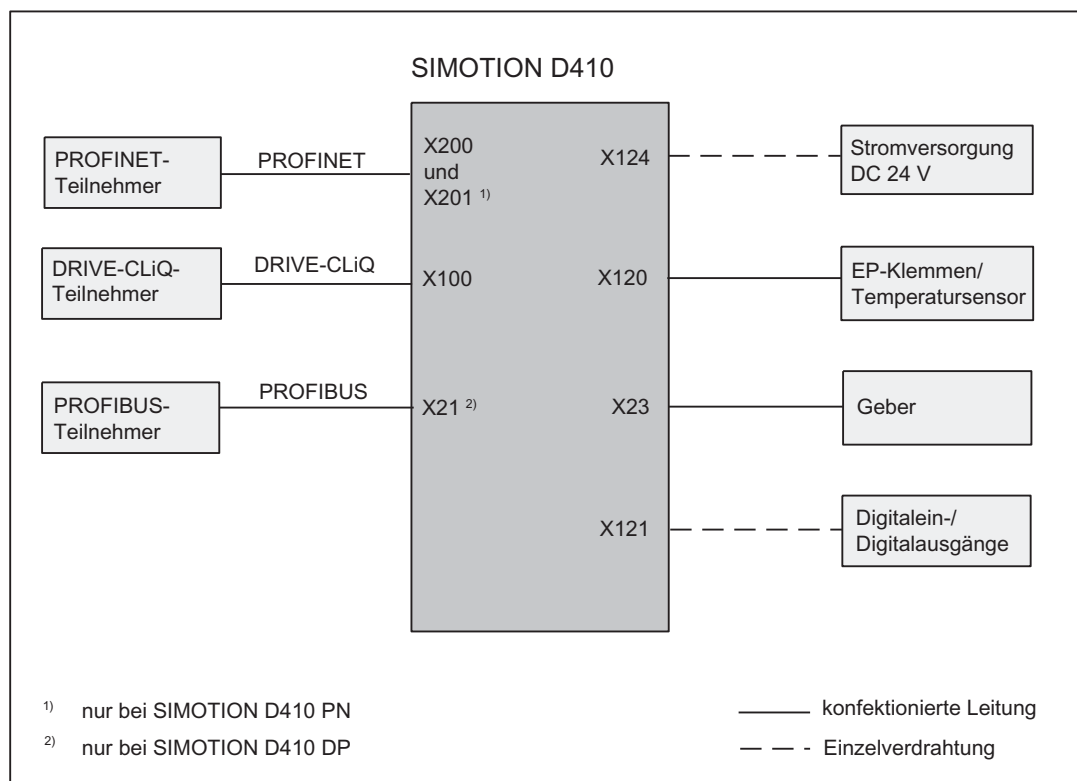 SIMOTION D410
PROFINET-
Teilnehmer
PROFINET
X200
und
X201 1)
X124
Stromversorgung
DC 24 V
DRIVE-CLiQ-
Teilnehmer
DRIVE-CLiQ
X100
X120
EP-Klemmen/
Temperatursensor
PROFIBUS-
Teilnehmer
PROFIBUS
X21 2)
X23
Geber
X121
Digitalein-/
Digitalausgänge
1) nur bei SIMOTION D410 PN
2) nur bei SIMOTION D410 DP
konfektionierte Leitung
Einzelverdrahtung